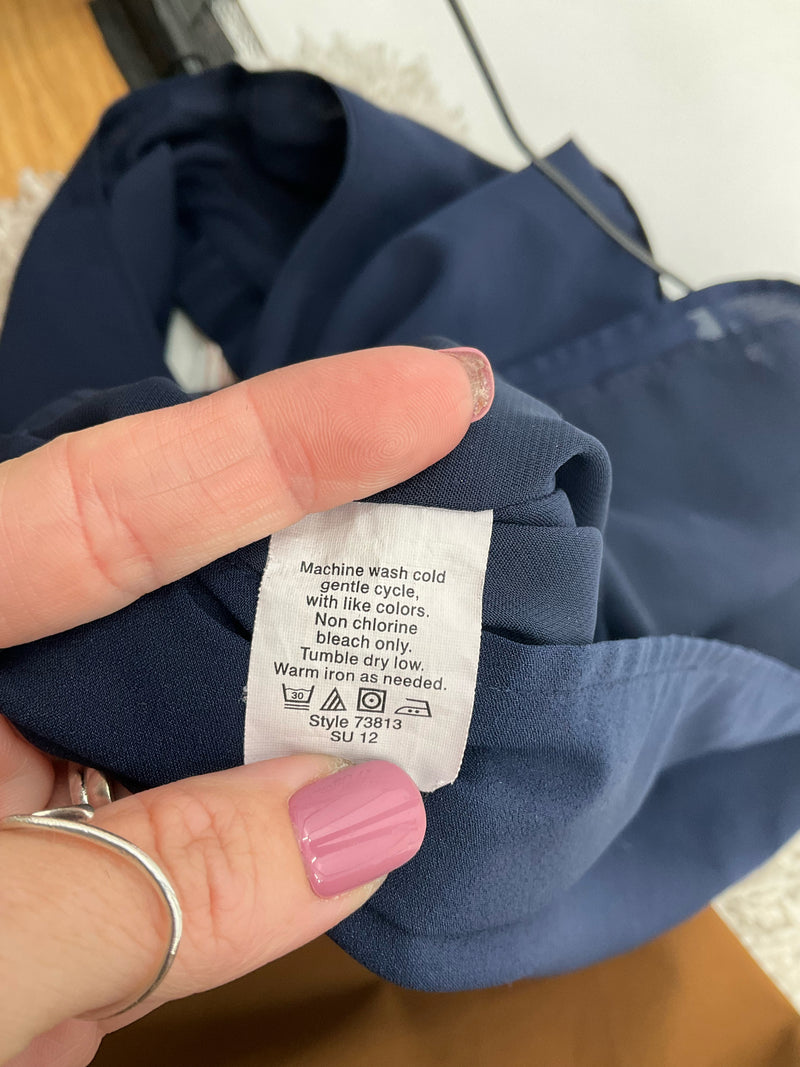 Machine wash cold
gentle cycle,
with like colors.
Non chlorine
bleach only.
Tumble dry low.
Warm iron as needed.
30
Style 73813
SU 12